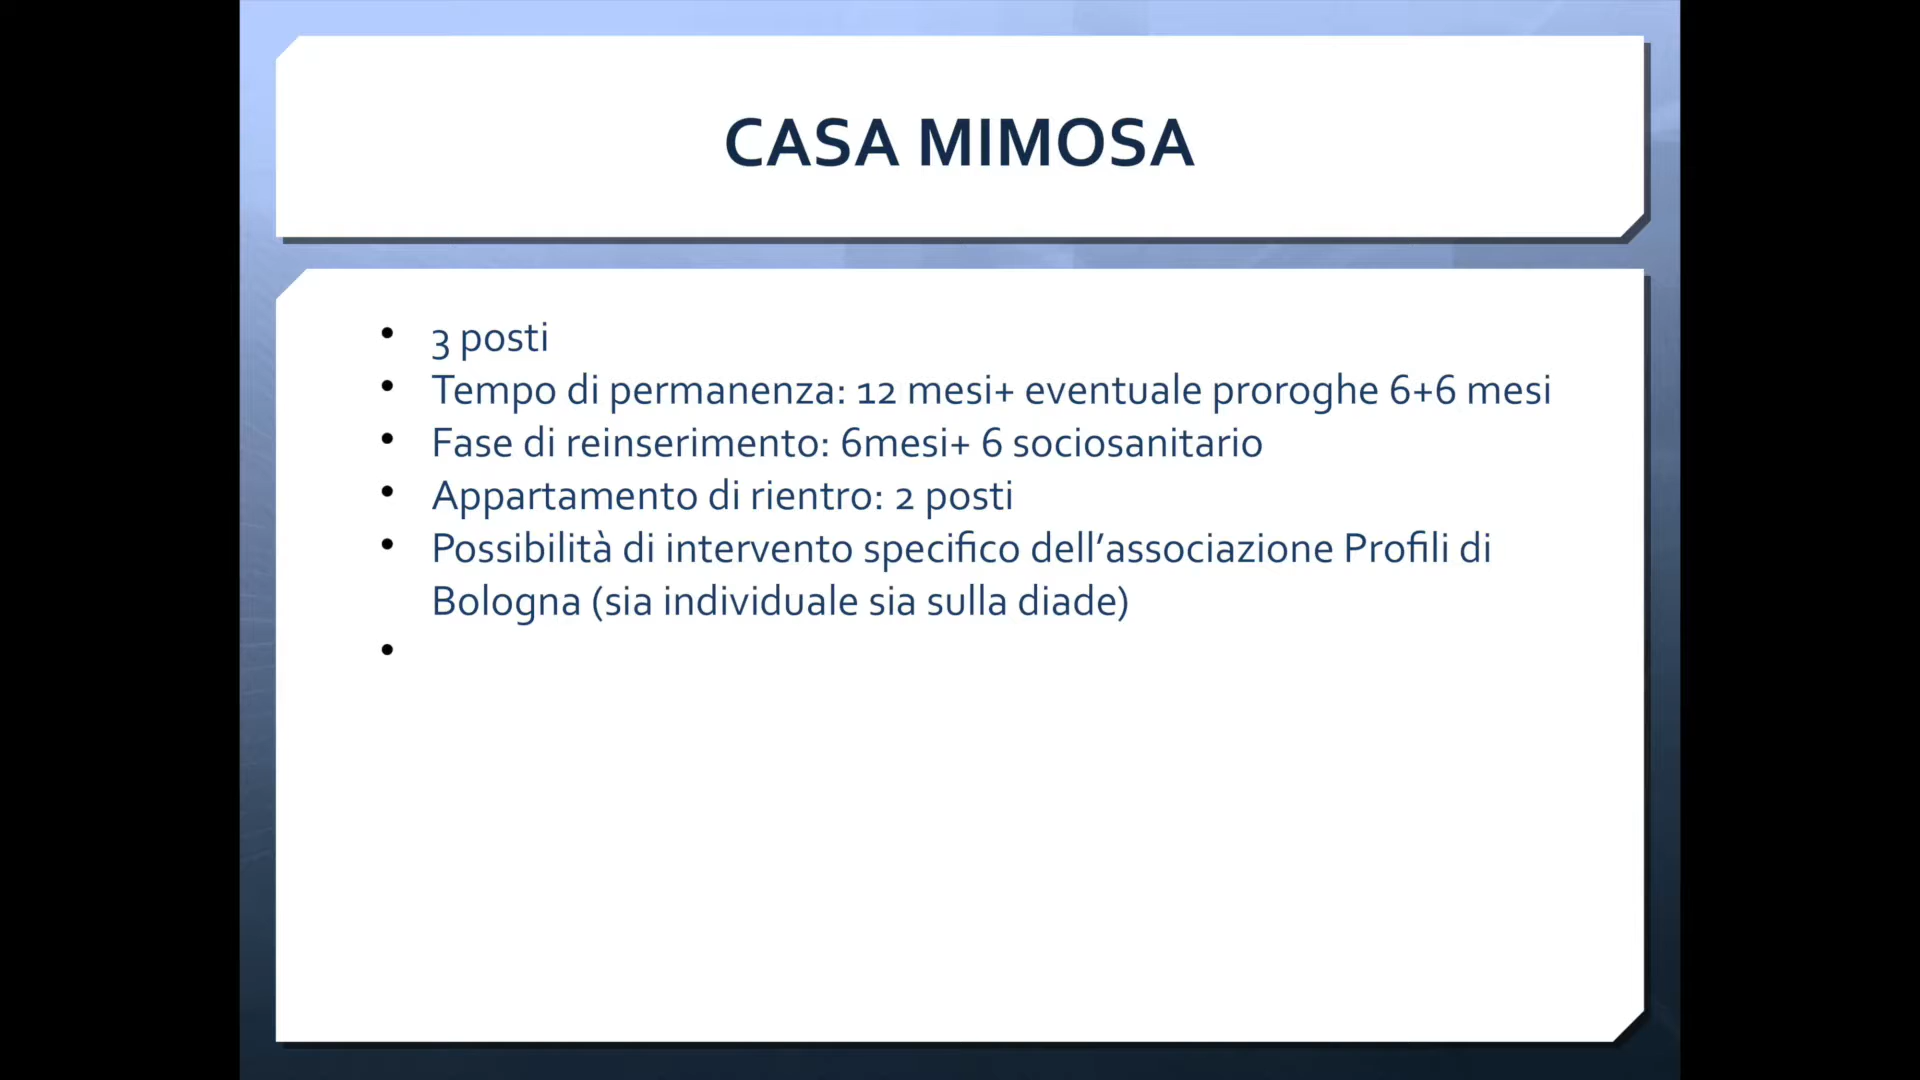 CASA MIMOSA
• 3 posti
• Tempo di permanenza: 12 mesi+ eventuale proroghe 6+6 mesi
• Fase di reinserimento: 6mesi+ 6 sociosanitario
• Appartamento di rientro: 2 posti
• Possibilità di intervento specifico dell’associazione Profili di
Bologna (sia individuale sia sulla diade)
•